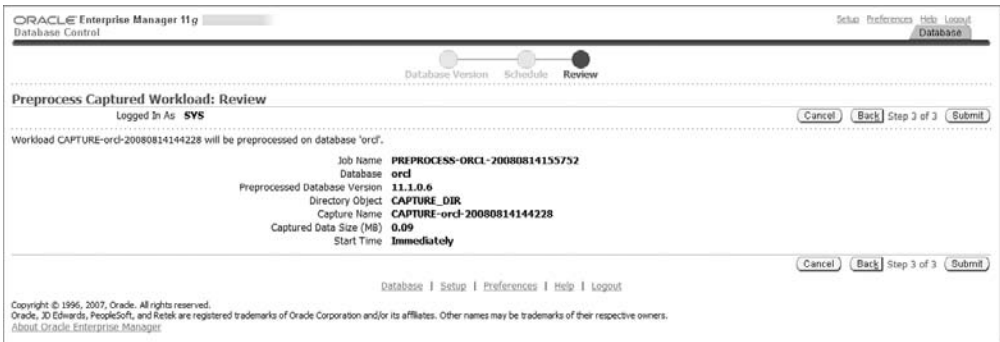 ORACLE Enterprise Manager 11g
Database Control
Setup Preferences Help Logout
Database
Database Version Schedule Review
Preprocess Captured Workload: Review
Logged In As SYS
Cancel Back Step 3 of 3 Submit
Workload CAPTURE-orcl-20080814144228 will be preprocessed on database 'orcl'.
Job Name PREPROCESS-ORCL-20080814155752
Database orcl
Preprocessed Database Version 11.1.0.6
Directory Object CAPTURE_DIR
Capture Name CAPTURE-orcl-20080814144228
Captured Data Size (MB) 0.09
Start Time Immediately
Cancel Back Step 3 of 3 Submit
Database | Setup | Preferences | Help | Logout
Copyright © 1996, 2007, Oracle. All rights reserved.
Oracle, JD Edwards, PeopleSoft, and Retek are registered trademarks of Oracle Corporation and/or its affiliates. Other names may be trademarks of their respective owners.
About Oracle Enterprise Manager